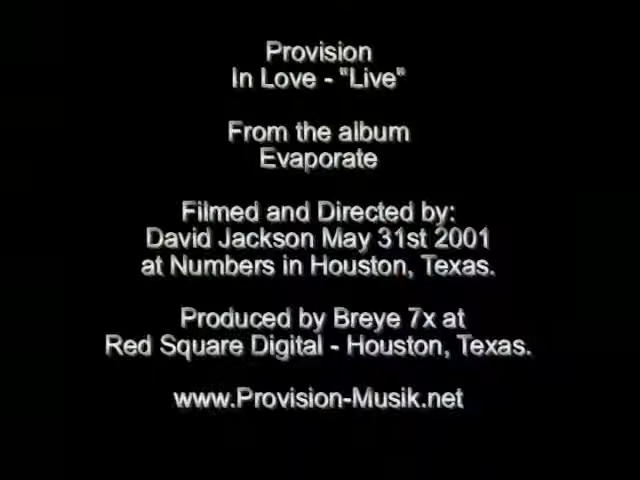 Provision
In Love - "Live"
From the album
Evaporate
Filmed and Directed by:
David Jackson May 31st 2001
at Numbers in Houston, Texas.
Produced by Breye 7x at
Red Square Digital - Houston, Texas.
www.Provision-Musik.net